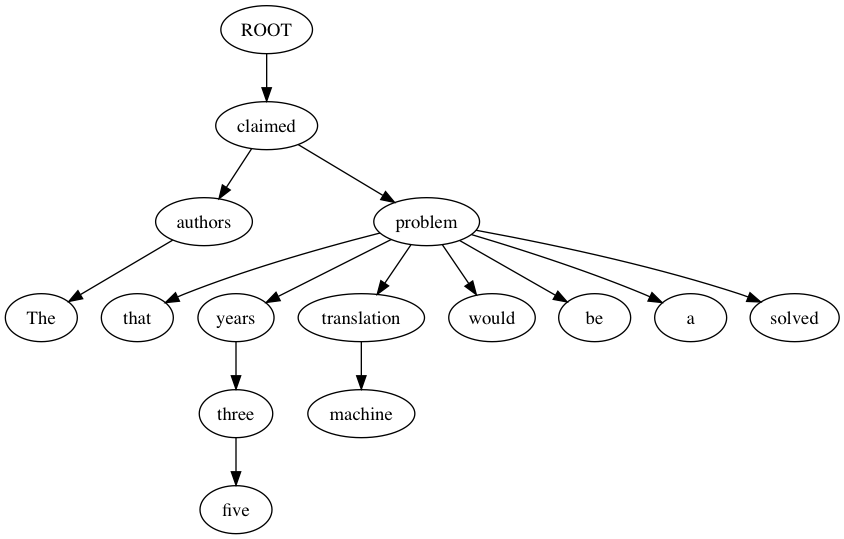 ROOT
claimed
authors problem
The that years translation would be a solved
three machine
five